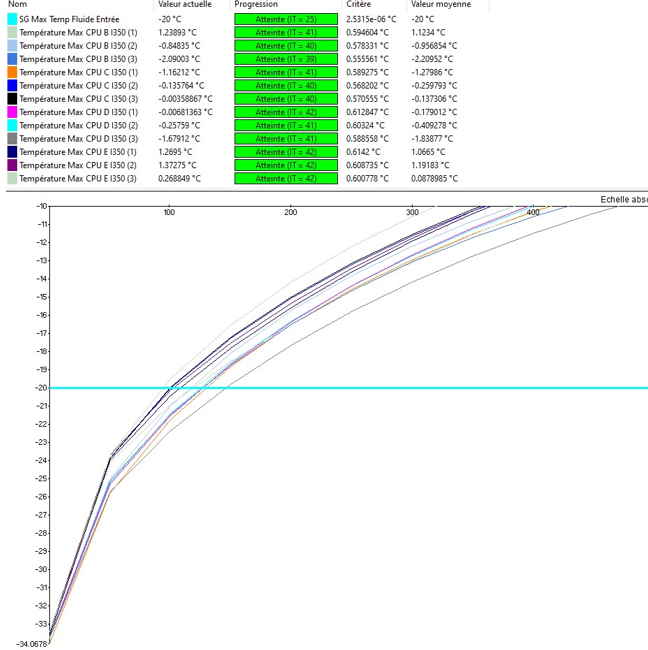 Nom Valeur actuelle Progression Critère Valeur moyenne
SG Max Temp Fluide Entrée -20 °C Atteinte (IT = 25) 2.5315e-06 °C -20 °C
Température Max CPU B I350 (1) 1.23893 °C Atteinte (IT = 41) 0.594604 °C 1.1234 °C
Température Max CPU B I350 (2) -0.84835 °C Atteinte (IT = 40) 0.578331 °C -0.956854 °C
Température Max CPU B I350 (3) -2.09003 °C Atteinte (IT = 39) 0.555561 °C -2.20952 °C
Température Max CPU C I350 (1) -1.16212 °C Atteinte (IT = 41) 0.589275 °C -1.27986 °C
Température Max CPU C I350 (2) -0.135764 °C Atteinte (IT = 40) 0.568202 °C -0.259793 °C
Température Max CPU C I350 (3) -0.00358867 °C Atteinte (IT = 40) 0.570555 °C -0.137306 °C
Température Max CPU D I350 (1) -0.00681363 °C Atteinte (IT = 42) 0.612847 °C -0.179012 °C
Température Max CPU D I350 (2) -0.25759 °C Atteinte (IT = 41) 0.60324 °C -0.409278 °C
Température Max CPU D I350 (3) -1.67912 °C Atteinte (IT = 41) 0.588558 °C -1.83877 °C
Température Max CPU E I350 (1) 1.2695 °C Atteinte (IT = 42) 0.6142 °C 1.0665 °C
Température Max CPU E I350 (2) 1.37275 °C Atteinte (IT = 42) 0.608735 °C 1.19183 °C
Température Max CPU E I350 (3) 0.268849 °C Atteinte (IT = 42) 0.600778 °C 0.0878985 °C
Echelle abs
-10
100 200 300 400
-11
-12
-13
-14
-15
-16
-17
-18
-19
-20
-21
-22
-23
-24
-25
-26
-27
-28
-29
-30
-31
-32
-33
-34.0678